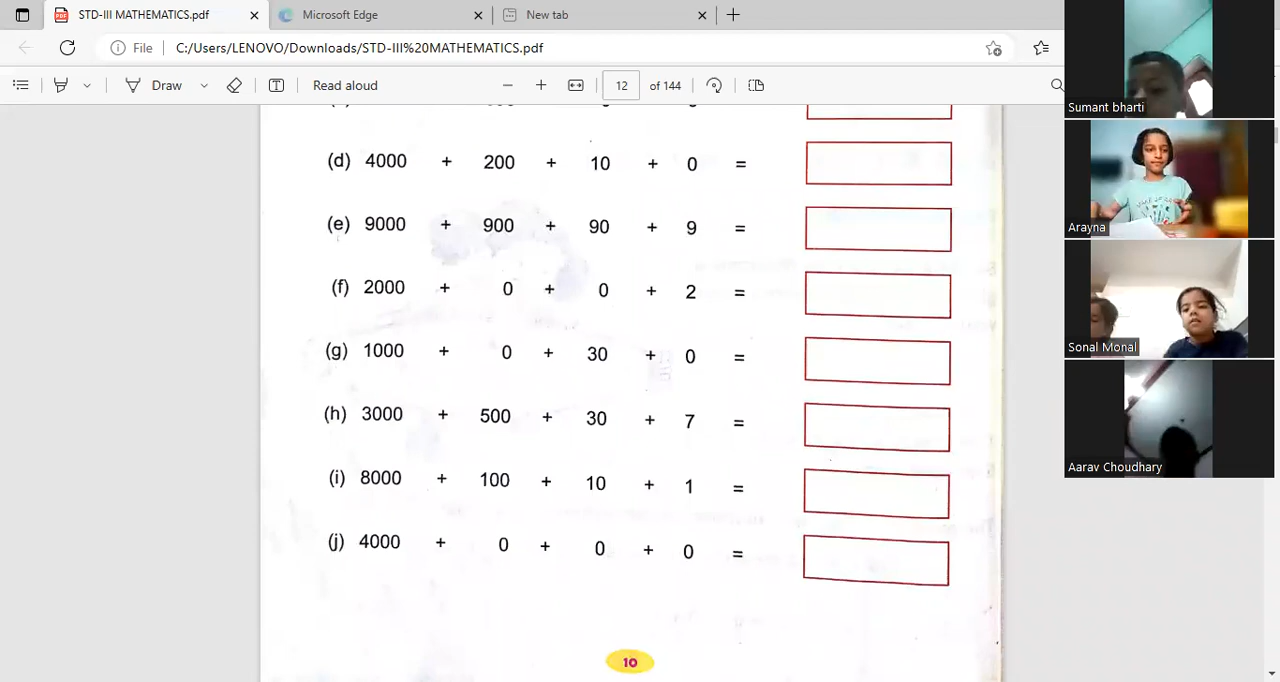 STD-III MATHEMATICS.pdf
Microsoft Edge
New tab
File
C:/Users/LENOVO/Downloads/STD-III%20MATHEMATICS.pdf
Draw
Read aloud
12 of 144
(d) 4000 + 200 + 10 + 0 =
(e) 9000 + 900 + 90 + 9 =
(f) 2000 + 0 + 0 + 2 =
(g) 1000 + 0 + 30 + 0 =
(h) 3000 + 500 + 30 + 7 =
(i) 8000 + 100 + 10 + 1 =
(j) 4000 + 0 + 0 + 0 =
10
Sumant bharti
Arayna
Sonal Monal
Aarav Choudhary